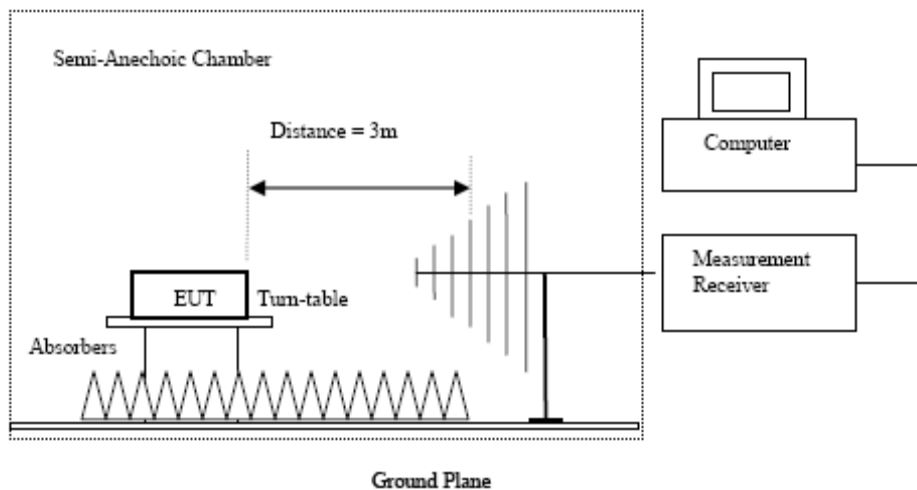 Semi-Anechoic Chamber
Distance = 3m
Computer
Measurement
Receiver
EUT
Turn-table
Absorbers
Ground Plane